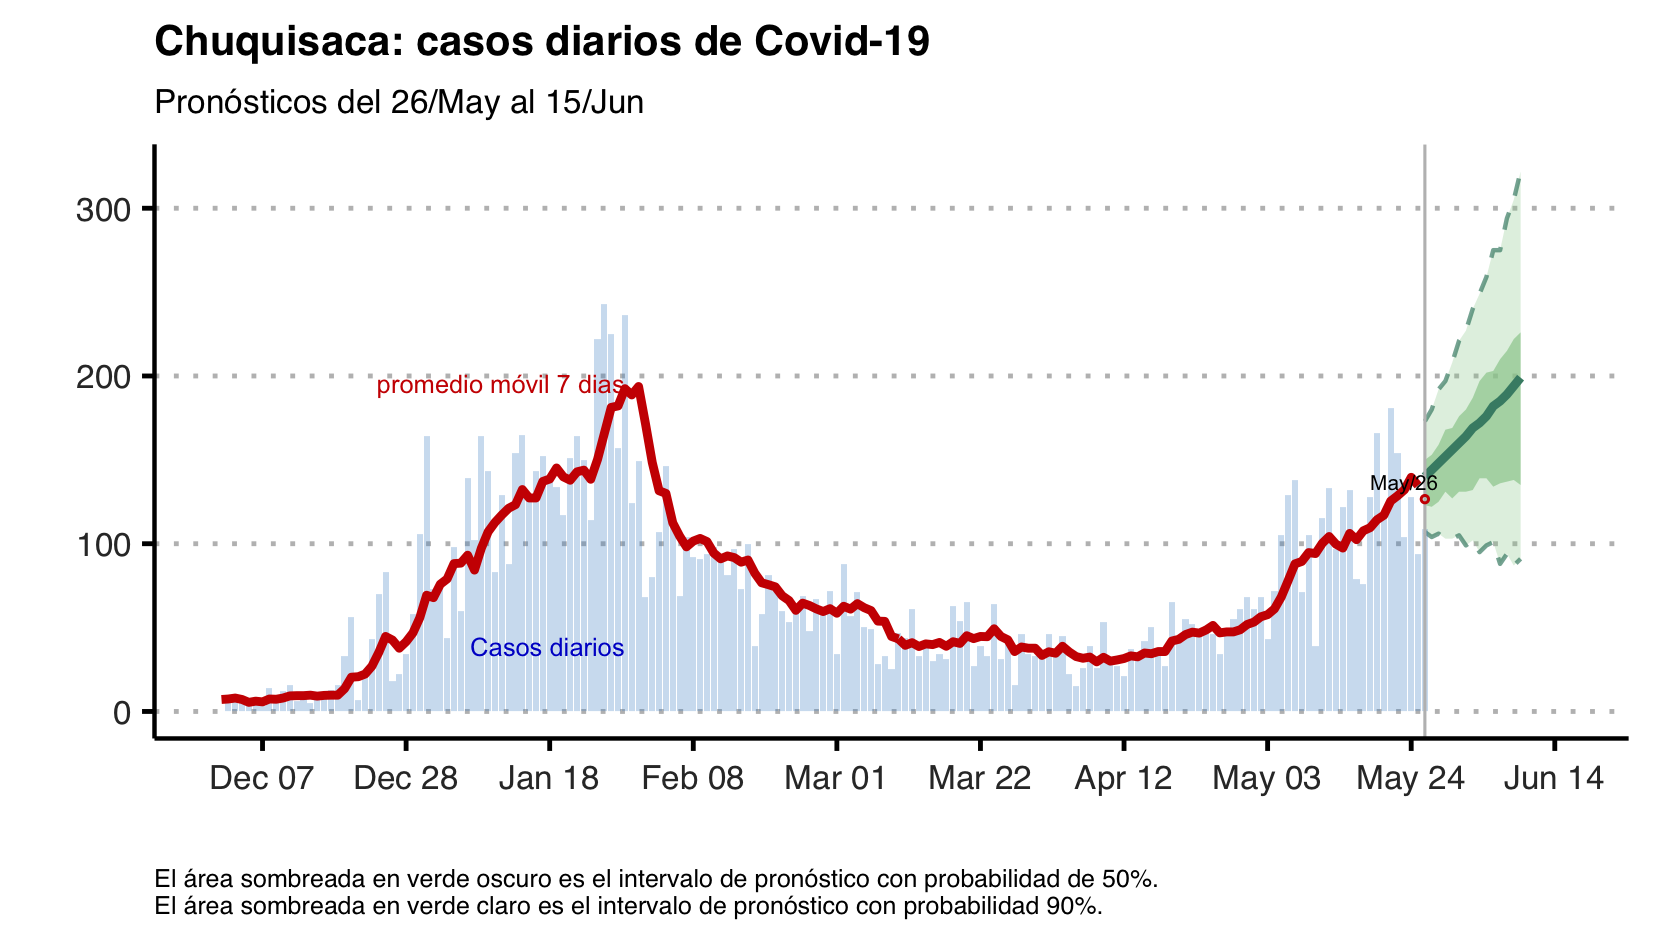 Chuquisaca: casos diarios de Covid-19
Pronósticos del 26/May al 15/Jun
300
200
100
0
promedio móvil 7 dias
Casos diarios
May/26
Dec 07 Dec 28 Jan 18 Feb 08 Mar 01 Mar 22 Apr 12 May 03 May 24 Jun 14
El área sombreada en verde oscuro es el intervalo de pronóstico con probabilidad de 50%.
El área sombreada en verde claro es el intervalo de pronóstico con probabilidad 90%.